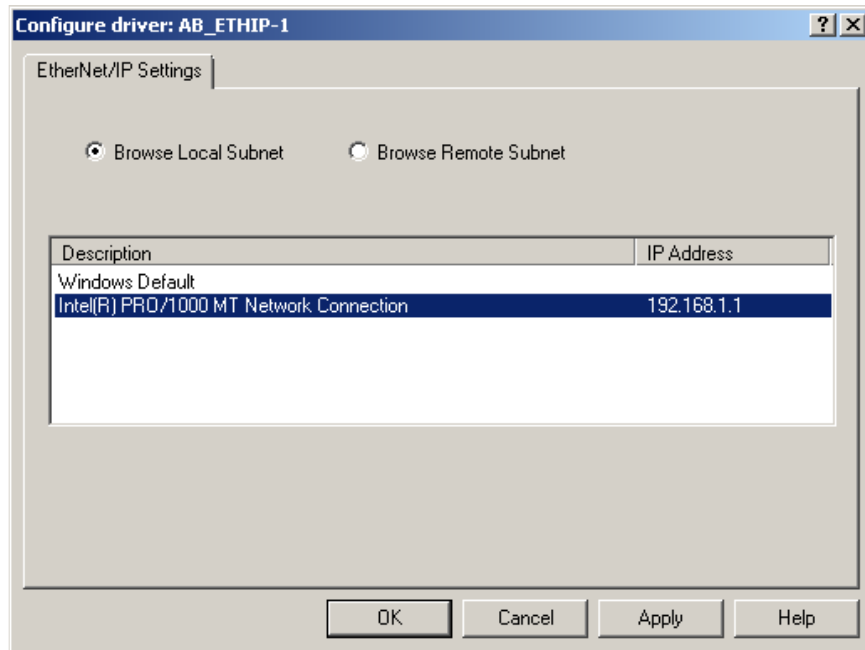 Configure driver: AB_ETHIP-1
EtherNet/IP Settings
Browse Local Subnet Browse Remote Subnet
Description IP Address
Windows Default
Intel(R) PRO/1000 MT Network Connection 192.168.1.1
OK Cancel Apply Help